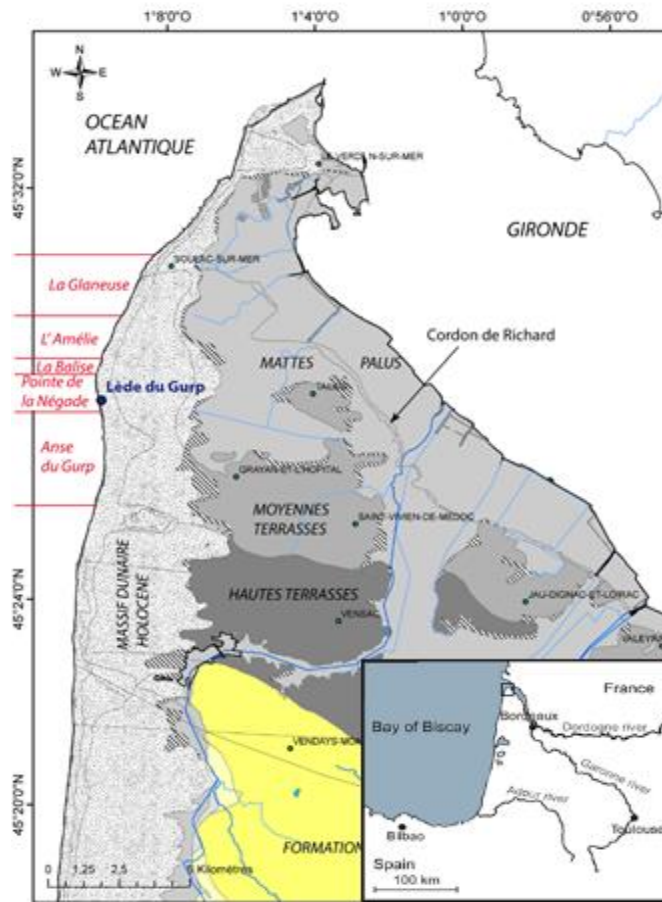 1°8'0"O
1°4'0"O
1°0'0"O
0°56'0"O
N
W
E
S
OCEAN
ATLANTIQUE
45°32'0"N
GIRONDE
SOULAC-SUR-MER
La Glaneuse
L'Amélie
La Balise
Pointe de
la Négade
Lède du Gurp
Anse
du Gurp
Cordon de Richard
MATTES
PALUS
GRAYAN-ET-L'HOPITAL
MOYENNES
TERRASSES
SAINT-VIVIEN-DE-MEDOC
MASSIF DUNAIRE
HOLOCENE
HAUTES TERRASSES
45°24'0"N
JAU-DIGNAC-ET-LOIRAC
VENSAC
45°20'0"N
FORMATION
0
1,25
2,5
5 Kilomètres
France
Bay of Biscay
Bordeaux
Dordogne river
Garonne river
Adour river
Toulouse
Bilbao
Spain
100 km